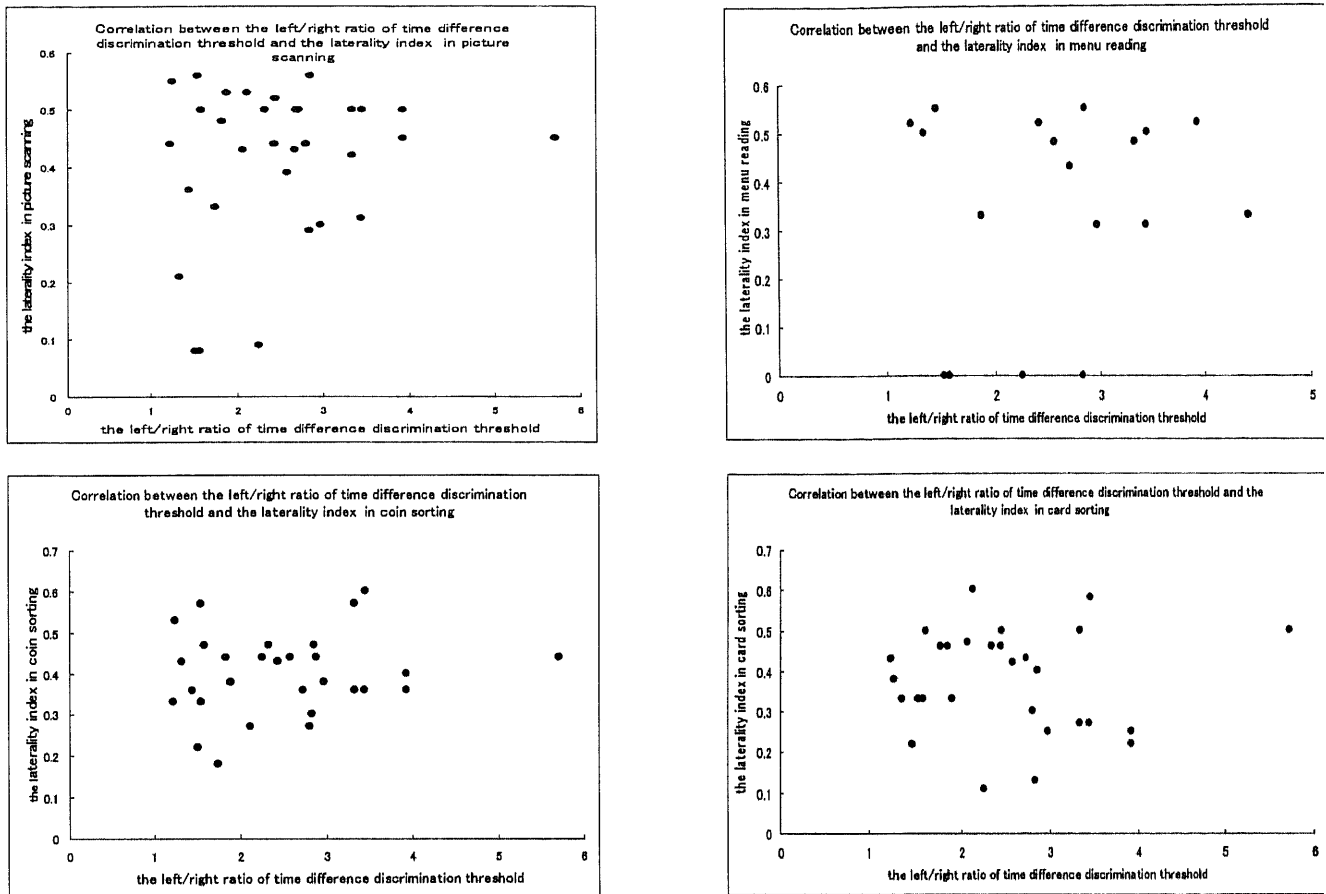 Correlation between the left/right ratio of time difference
discrimination threshold and the laterality index in picture
scanning
0.6
0.5
0.4
0.3
0.2
0.1
0
0 1 2 3 4 5 6
the laterality index in picture scanning
the left/right ratio of time difference discrimination threshold
Correlation between the left/right ratio of time difference discrimination threshold
and the laterality index in menu reading
0.6
0.5
0.4
0.3
0.2
0.1
0
0 1 2 3 4 5
the laterality index in menu reading
the left/right ratio of time difference discrimination threshold
Correlation between the left/right ratio of time difference discrimination
threshold and the laterality index in coin sorting
0.7
0.6
0.5
0.4
0.3
0.2
0.1
0
0 1 2 3 4 5 6
the laterality index in coin sorting
the left/right ratio of time difference discrimination threshold
Correlation between the left/right ratio of time difference discrimination threshold and the
laterality index in card sorting
0.7
0.6
0.5
0.4
0.3
0.2
0.1
0
0 1 2 3 4 5 6
the laterality index in card sorting
the left/right ratio of time difference discrimination threshold